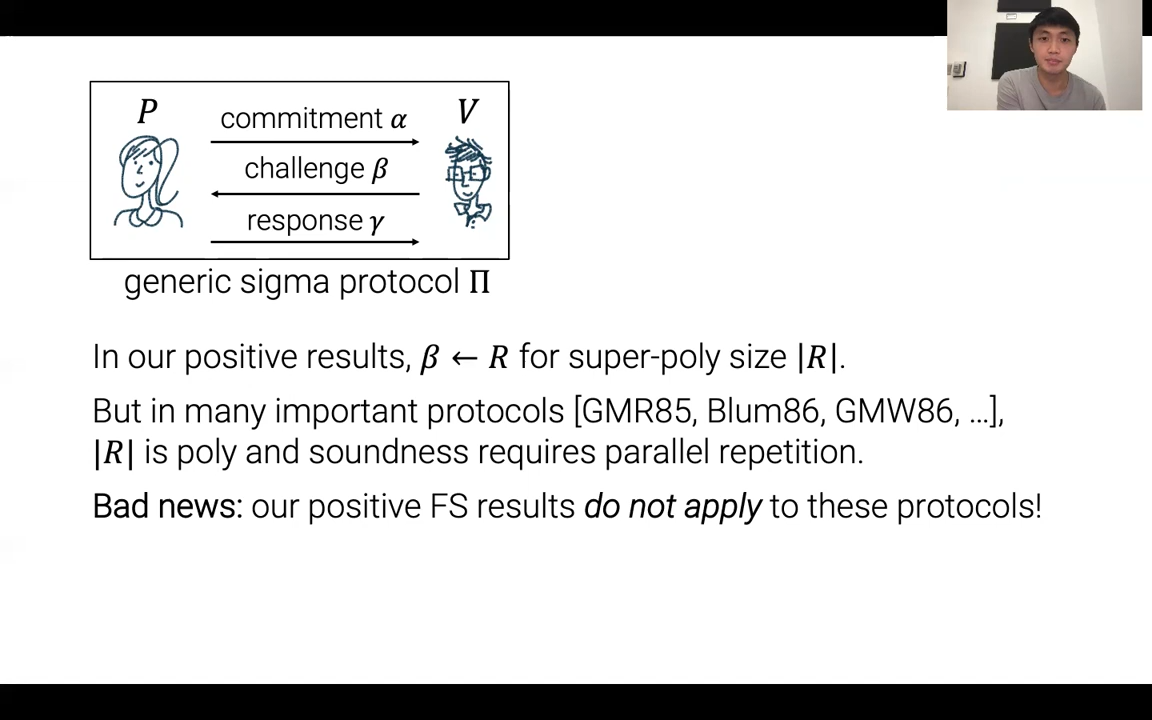 P
V
commitment α
challenge β
response γ
generic sigma protocol Π
In our positive results, β ← R for super-poly size |R|.
But in many important protocols [GMR85, Blum86, GMW86, ...],
|R| is poly and soundness requires parallel repetition.
Bad news: our positive FS results do not apply to these protocols!